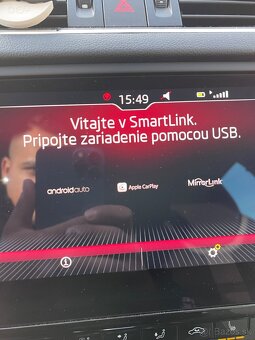 15:49
Vitajte v SmartLink.
Pripojte zariadenie pomocou USB.
androidauto
Apple CarPlay
MirrorLink